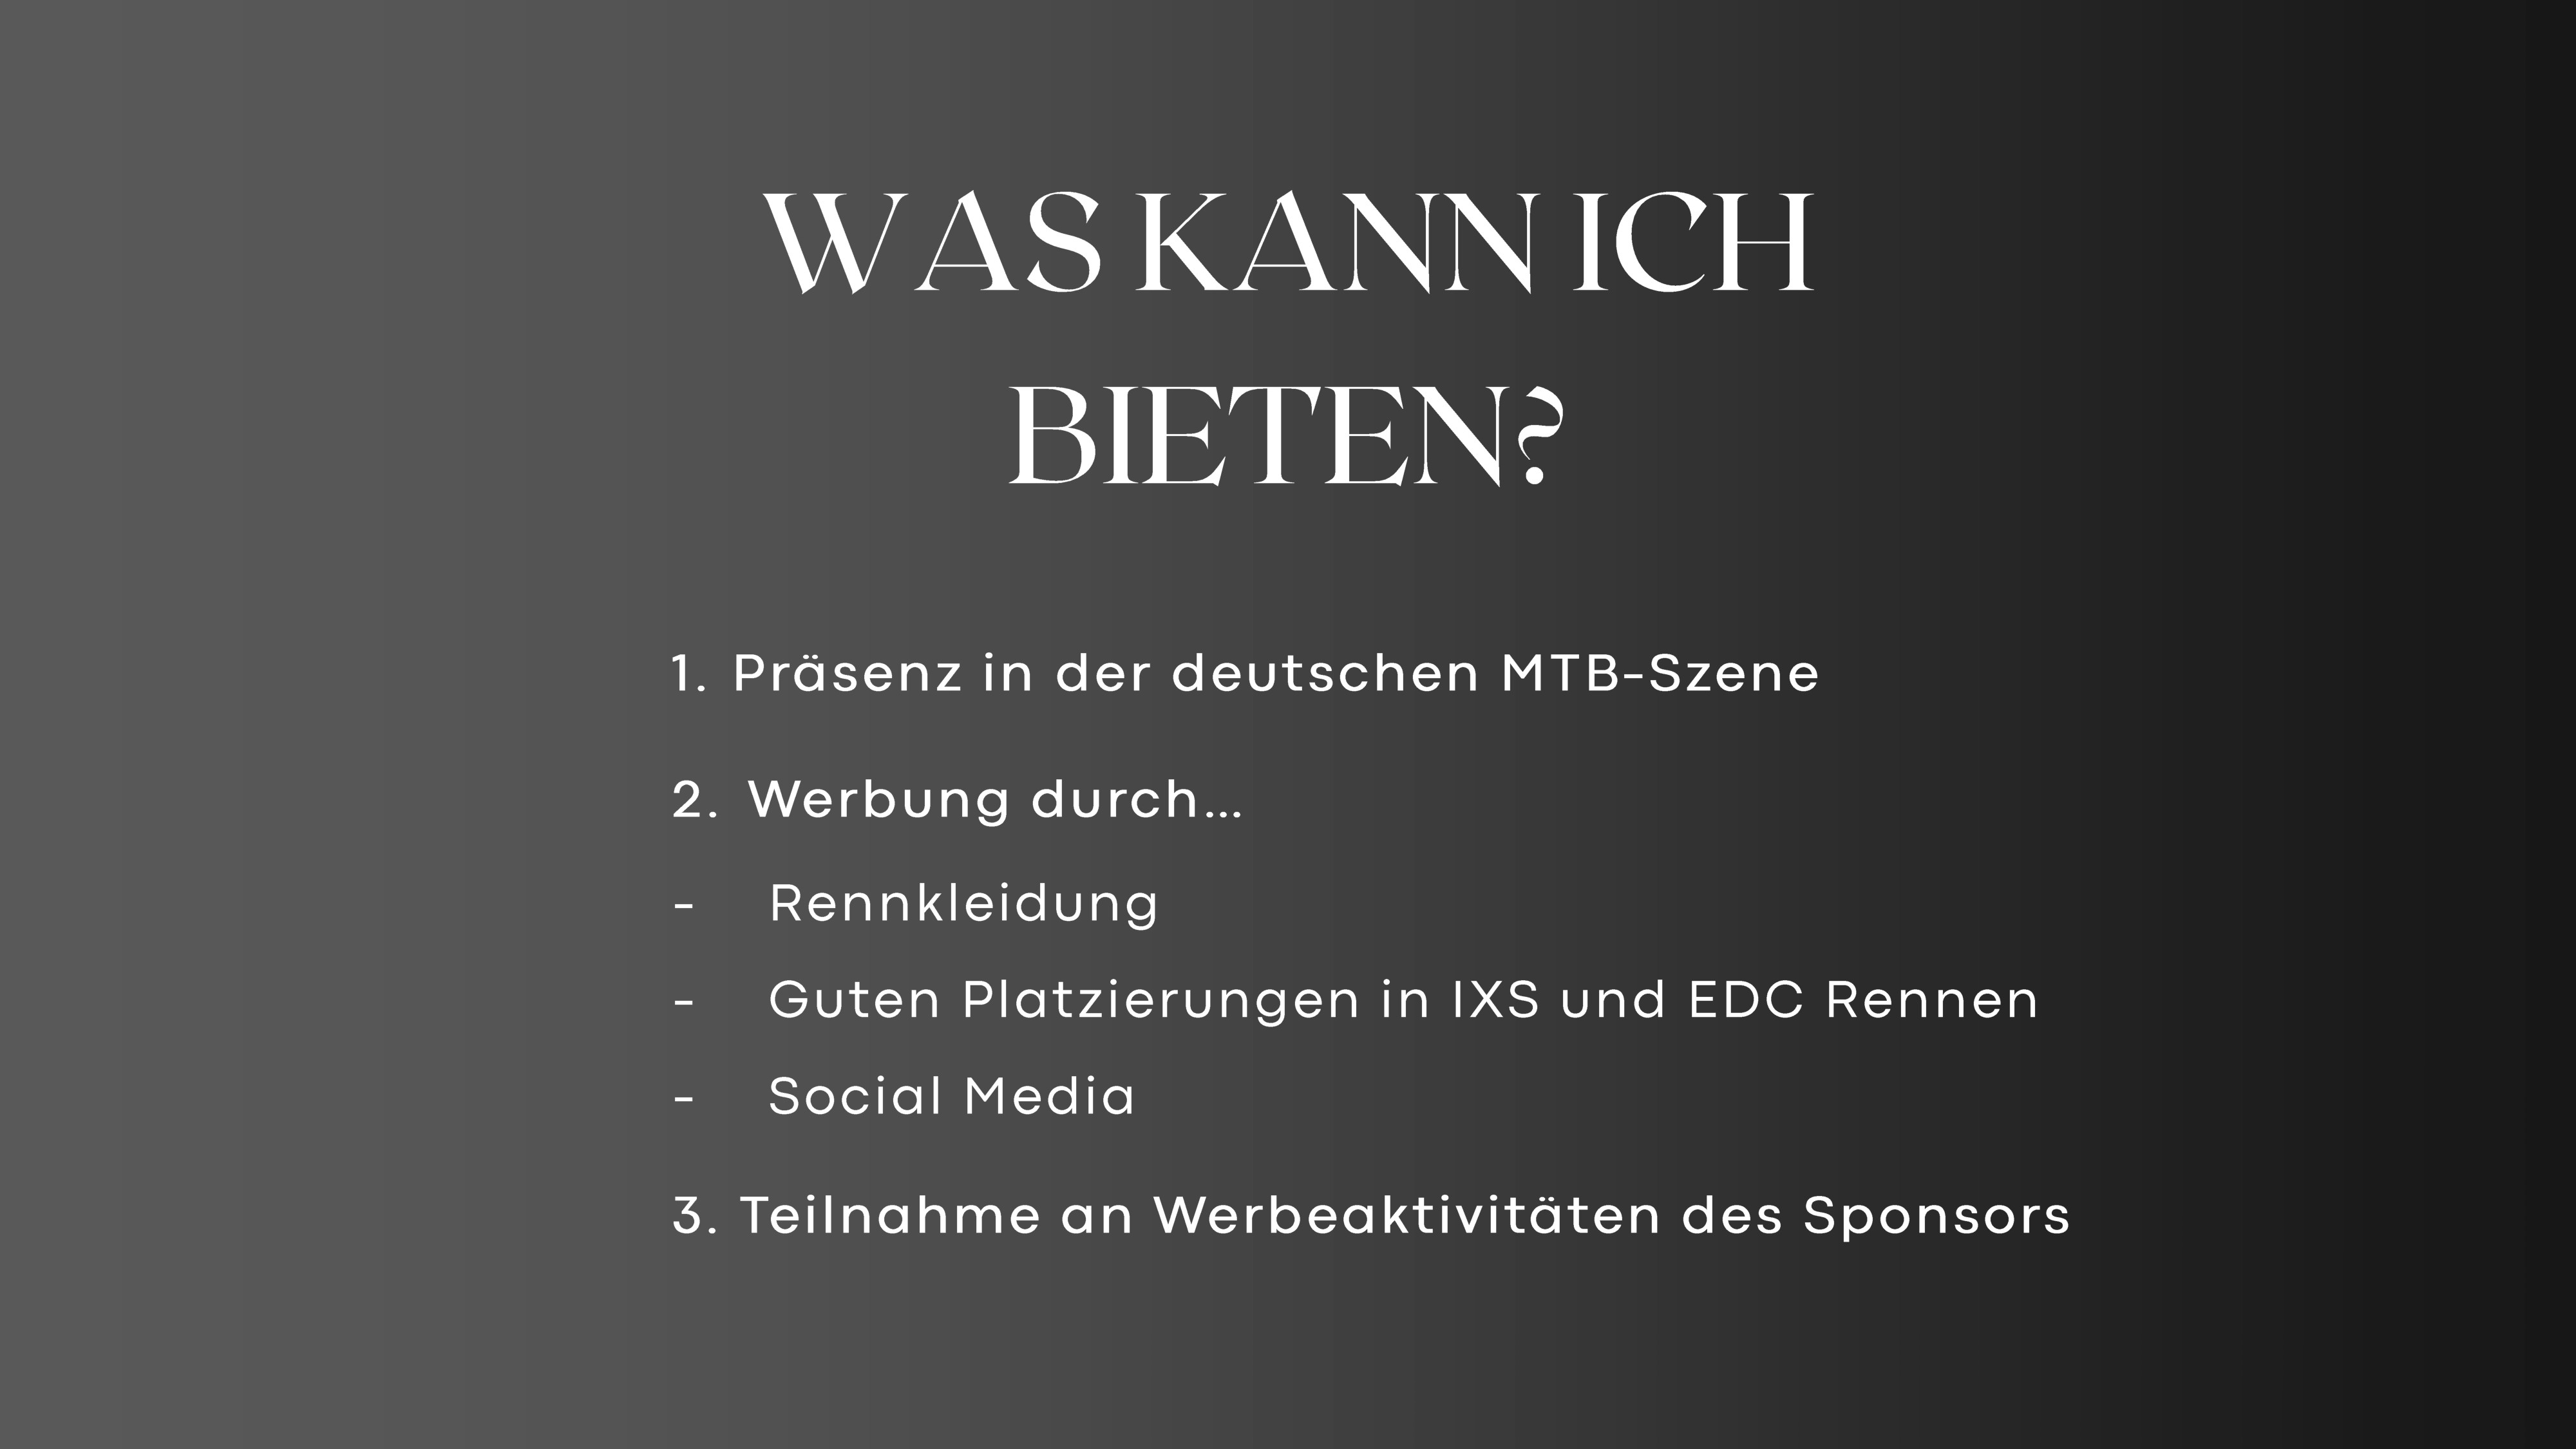 WAS KANN ICH
BIETEN?
1. Präsenz in der deutschen MTB-Szene
2. Werbung durch...
- Rennkleidung
- Guten Platzierungen in IXS und EDC Rennen
- Social Media
3. Teilnahme an Werbeaktivitäten des Sponsors